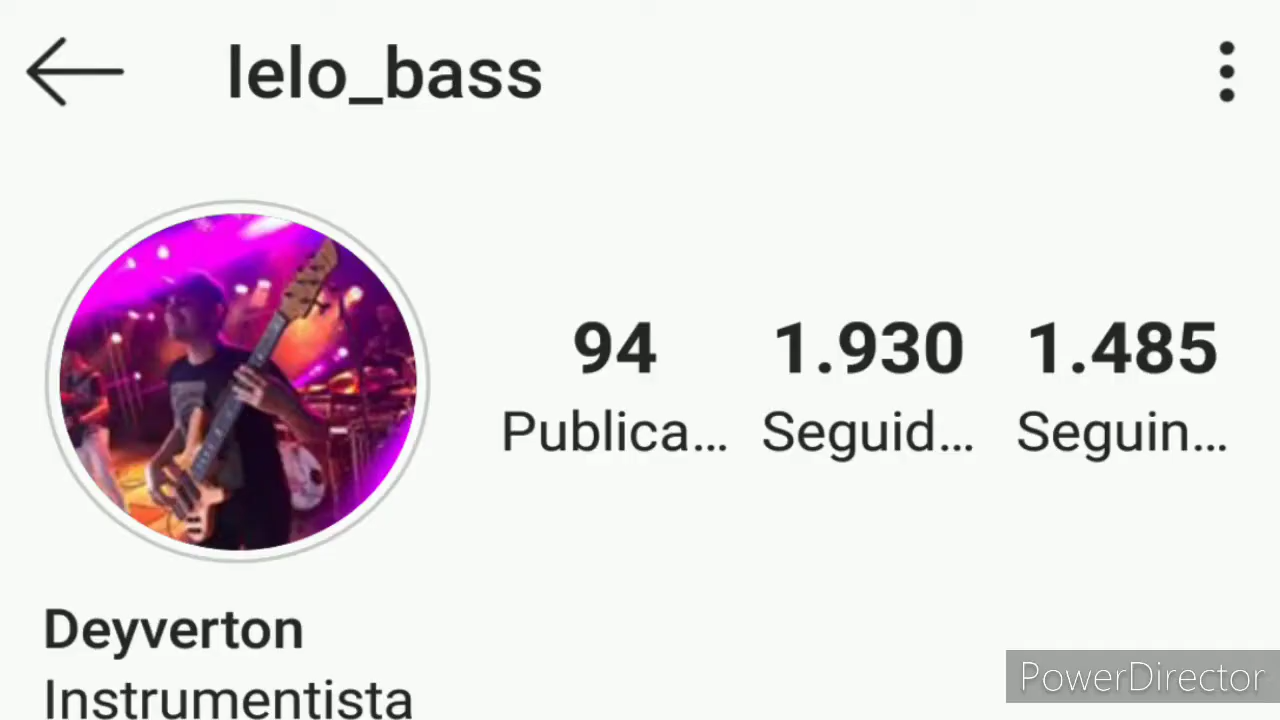 lelo_bass
94 1.930 1.485
Publica... Seguid... Seguin...
Deyverton
Instrumentista
PowerDirector